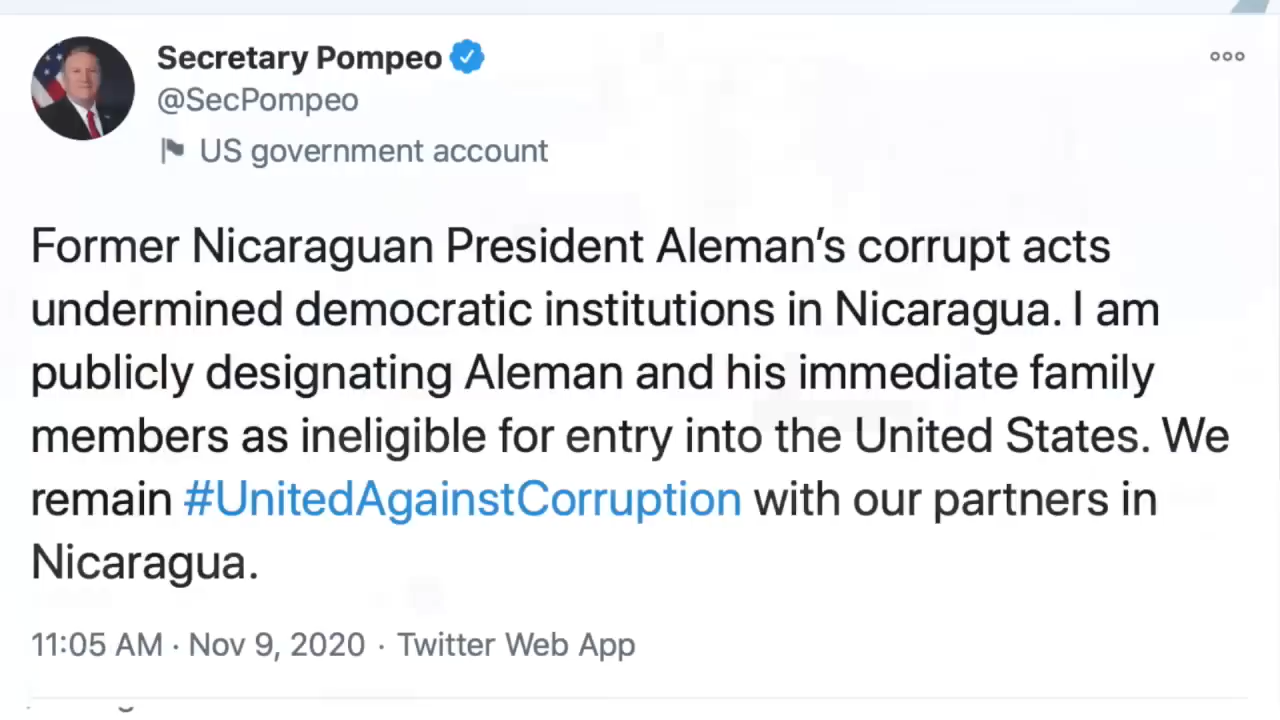 Secretary Pompeo
@SecPompeo
US government account
Former Nicaraguan President Aleman's corrupt acts
undermined democratic institutions in Nicaragua. I am
publicly designating Aleman and his immediate family
members as ineligible for entry into the United States. We
remain #UnitedAgainstCorruption with our partners in
Nicaragua.
11:05 AM · Nov 9, 2020 · Twitter Web App